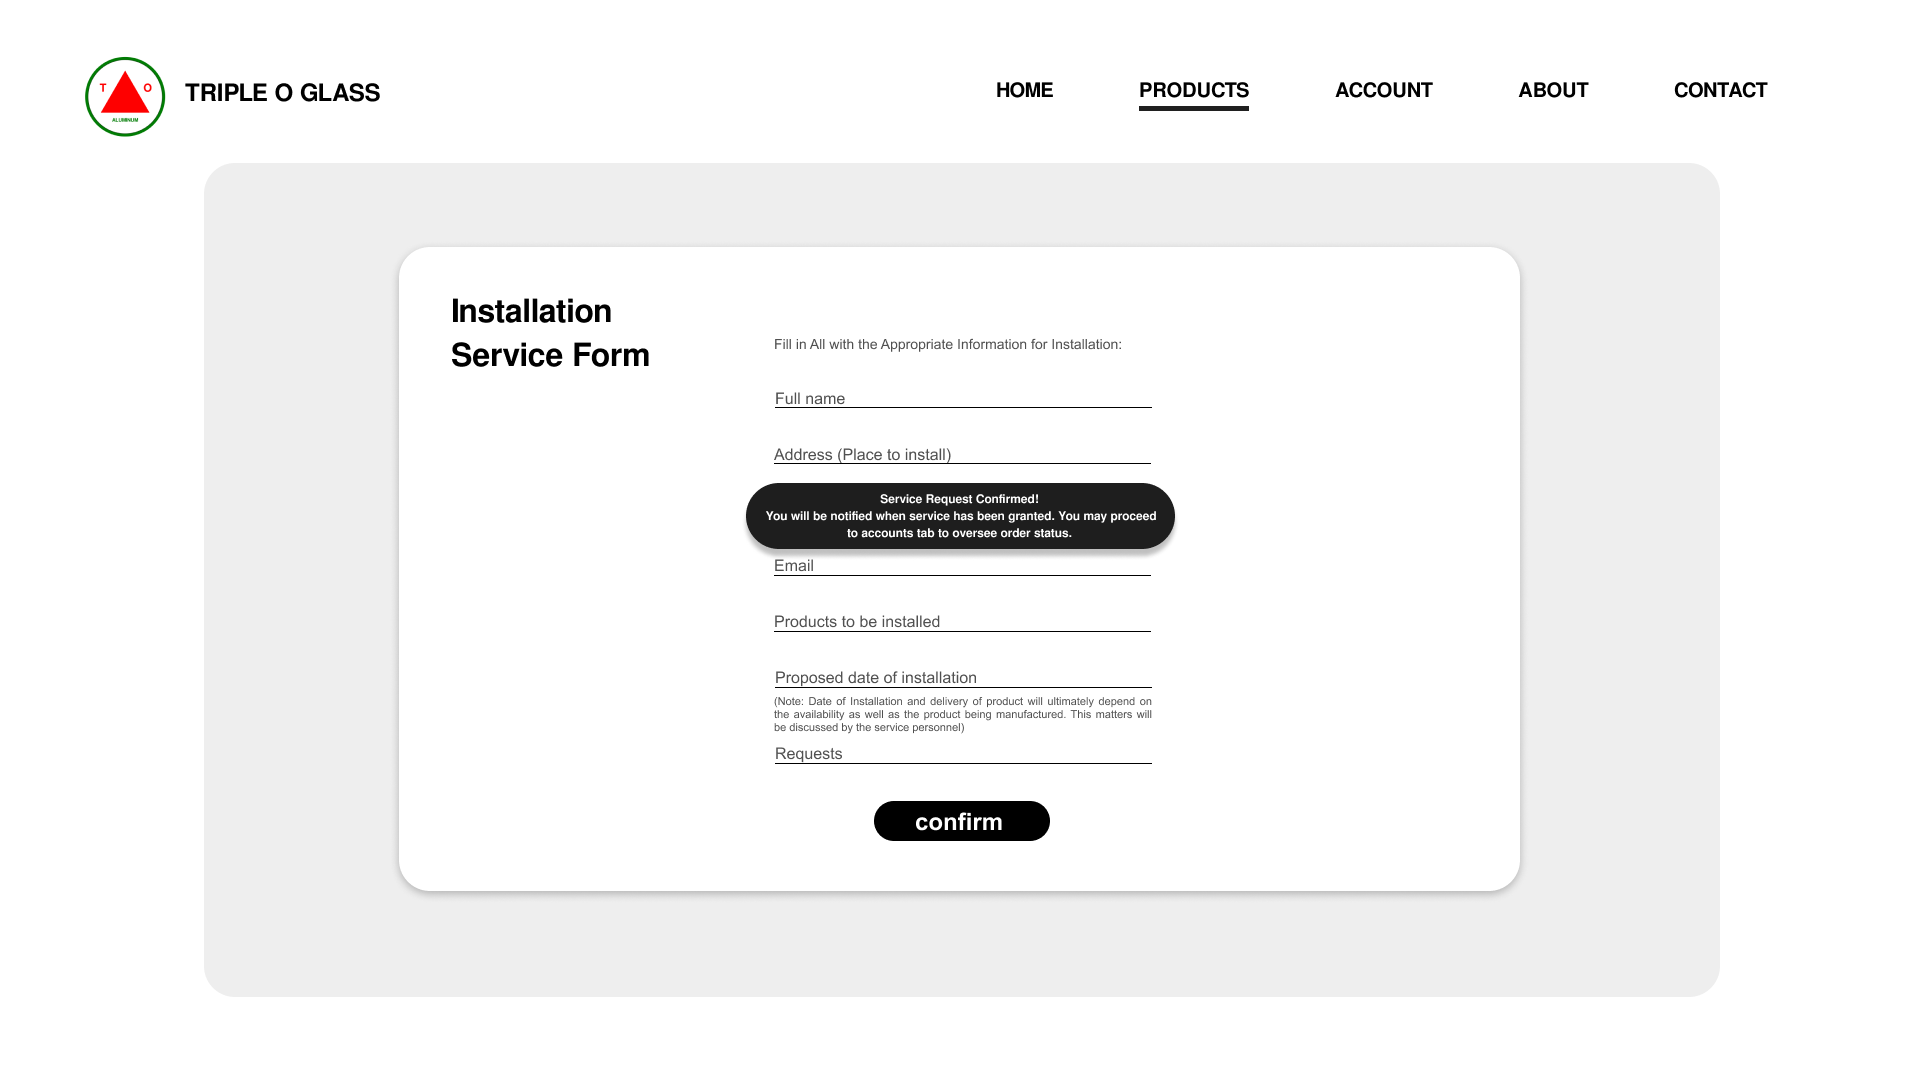 T O
ALUMINUM
TRIPLE O GLASS
HOME PRODUCTS ACCOUNT ABOUT CONTACT
Installation
Service Form
Fill in All with the Appropriate Information for Installation:
Full name
Address (Place to install)
Service Request Confirmed!
You will be notified when service has been granted. You may proceed
to accounts tab to oversee order status.
Email
Products to be installed
Proposed date of installation
(Note: Date of Installation and delivery of product will ultimately depend on
the availability as well as the product being manufactured. This matters will
be discussed by the service personnel)
Requests
confirm